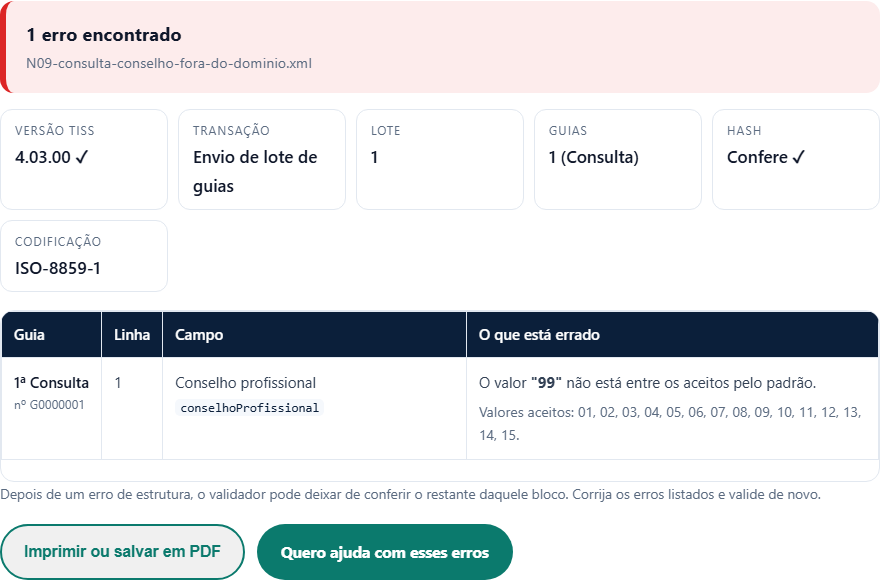 1 erro encontrado
N09-consulta-conselho-fora-do-dominio.xml
VERSÃO TISS
4.03.00 ✓
TRANSAÇÃO
Envio de lote de
guias
LOTE
1
GUIAS
1 (Consulta)
HASH
Confere ✓
CODIFICAÇÃO
ISO-8859-1
Guia Linha Campo O que está errado
1ª Consulta 1 Conselho profissional O valor "99" não está entre os aceitos pelo padrão.
nº G0000001 conselhoProfissional Valores aceitos: 01, 02, 03, 04, 05, 06, 07, 08, 09, 10, 11, 12, 13,
14, 15.
Depois de um erro de estrutura, o validador pode deixar de conferir o restante daquele bloco. Corrija os erros listados e valide de novo.
Imprimir ou salvar em PDF Quero ajuda com esses erros